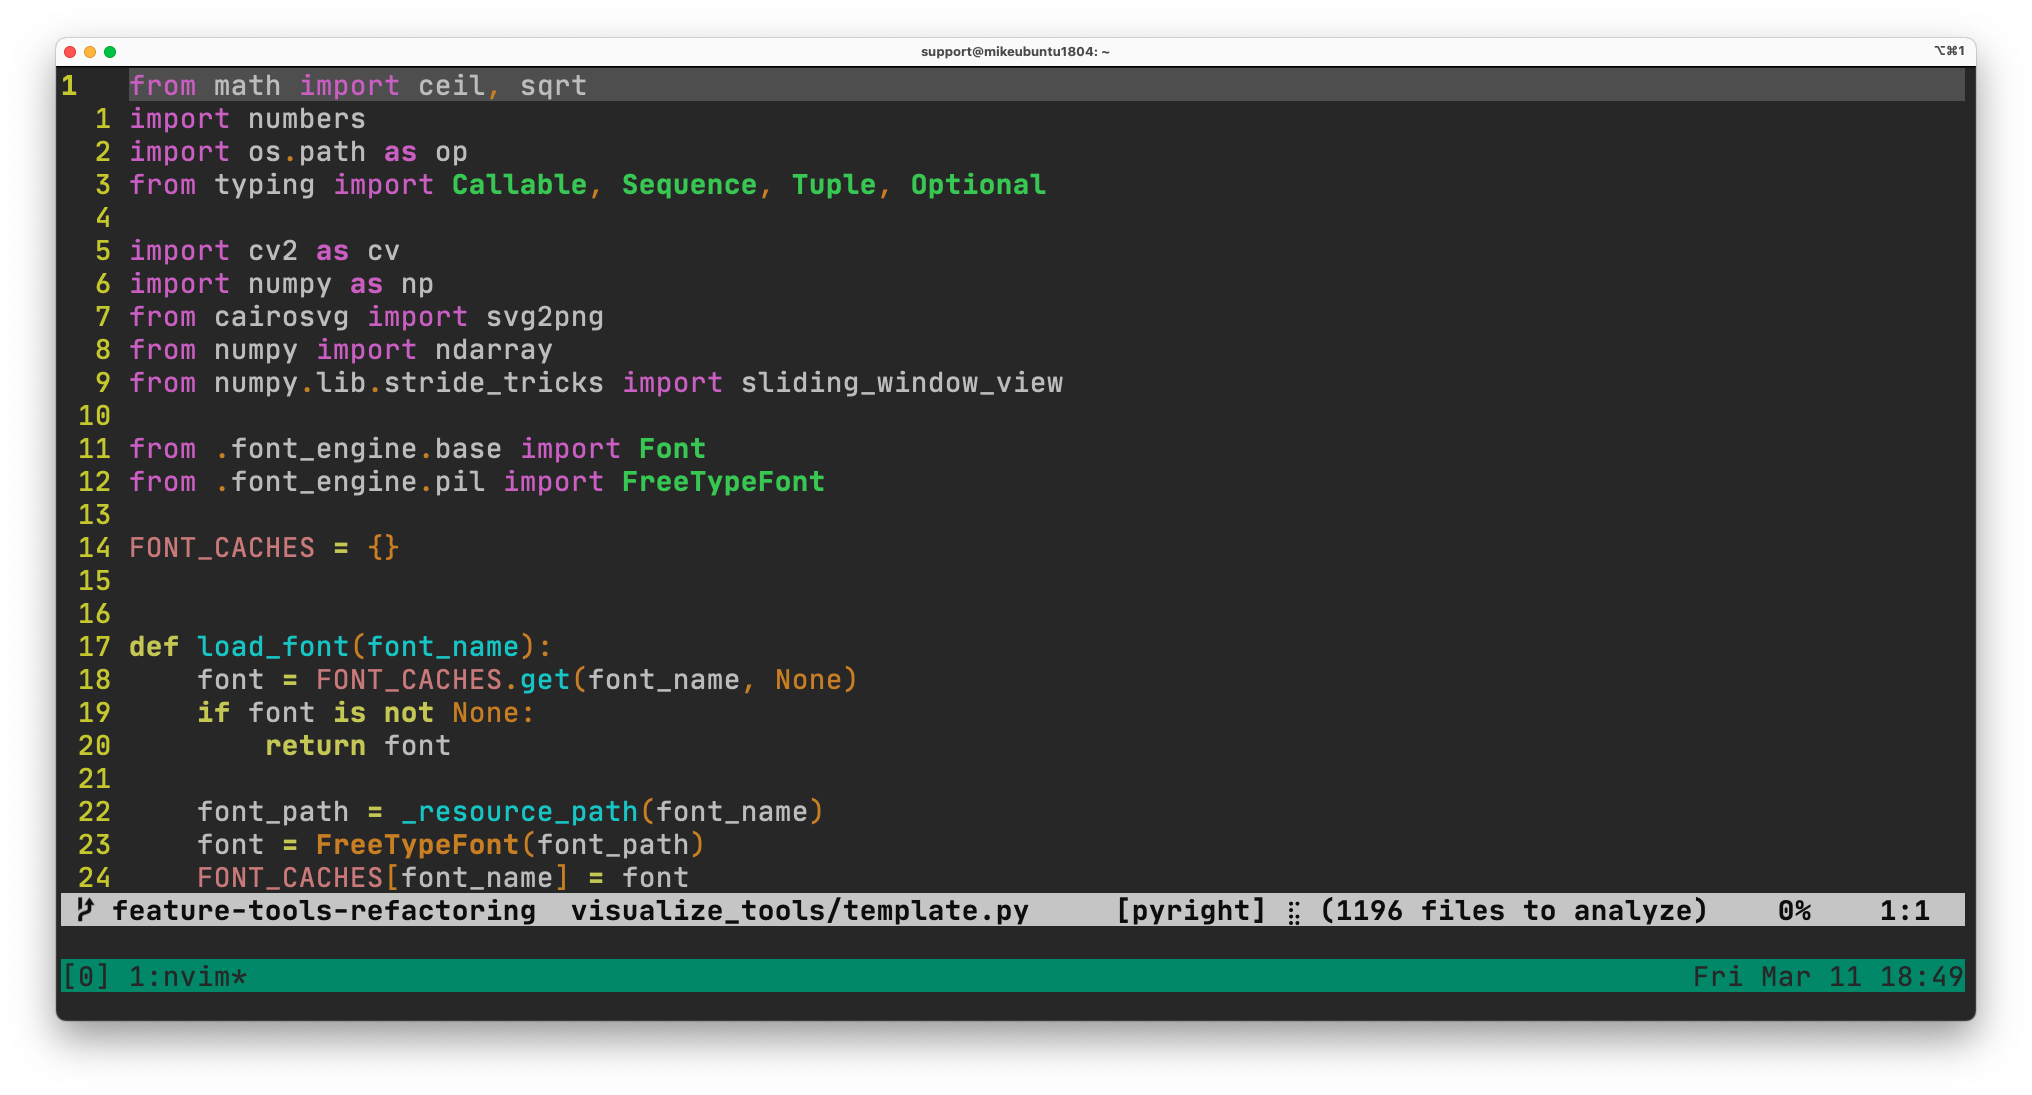 support@mikeubuntu1804: ~ ⌥⌘1
1   from math import ceil, sqrt
  1 import numbers
  2 import os.path as op
  3 from typing import Callable, Sequence, Tuple, Optional
  4
  5 import cv2 as cv
  6 import numpy as np
  7 from cairosvg import svg2png
  8 from numpy import ndarray
  9 from numpy.lib.stride_tricks import sliding_window_view
 10
 11 from .font_engine.base import Font
 12 from .font_engine.pil import FreeTypeFont
 13
 14 FONT_CACHES = {}
 15
 16
 17 def load_font(font_name):
 18     font = FONT_CACHES.get(font_name, None)
 19     if font is not None:
 20         return font
 21
 22     font_path = _resource_path(font_name)
 23     font = FreeTypeFont(font_path)
 24     FONT_CACHES[font_name] = font
feature-tools-refactoring  visualize_tools/template.py     [pyright] ⣻ (1196 files to analyze)    0%    1:1
[0] 1:nvim* Fri Mar 11 18:49